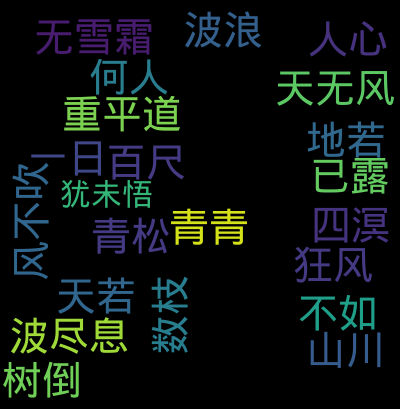 无雪霜
波浪
人心
何人
天无风
重平道
地若
一日
百尺
已露
犹未悟
风不吹
青松
青青
四溟
狂风
天若
数枝
不如
波尽息
山川
树倒